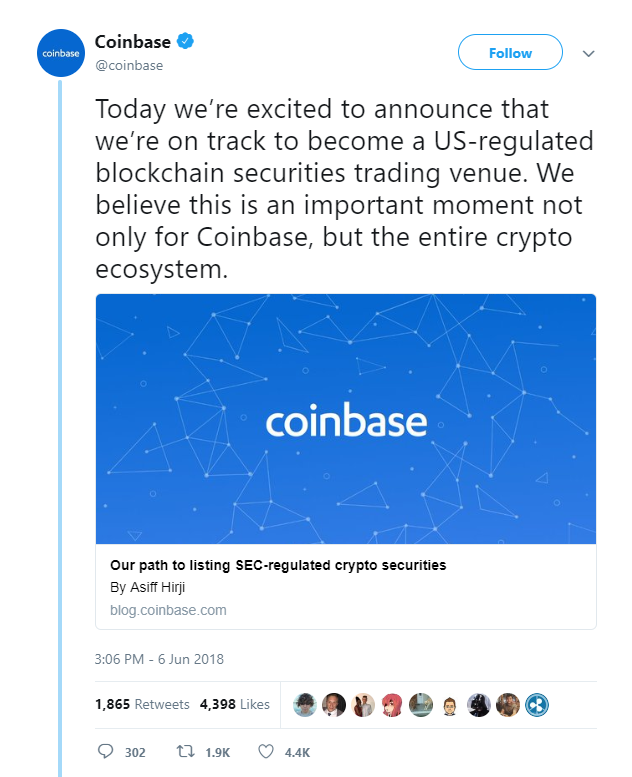 coinbase
Coinbase
@coinbase
Follow
Today we’re excited to announce that
we’re on track to become a US-regulated
blockchain securities trading venue. We
believe this is an important moment not
only for Coinbase, but the entire crypto
ecosystem.
coinbase
Our path to listing SEC-regulated crypto securities
By Asiff Hirji
blog.coinbase.com
3:06 PM - 6 Jun 2018
1,865 Retweets 4,398 Likes
302 1.9K 4.4K